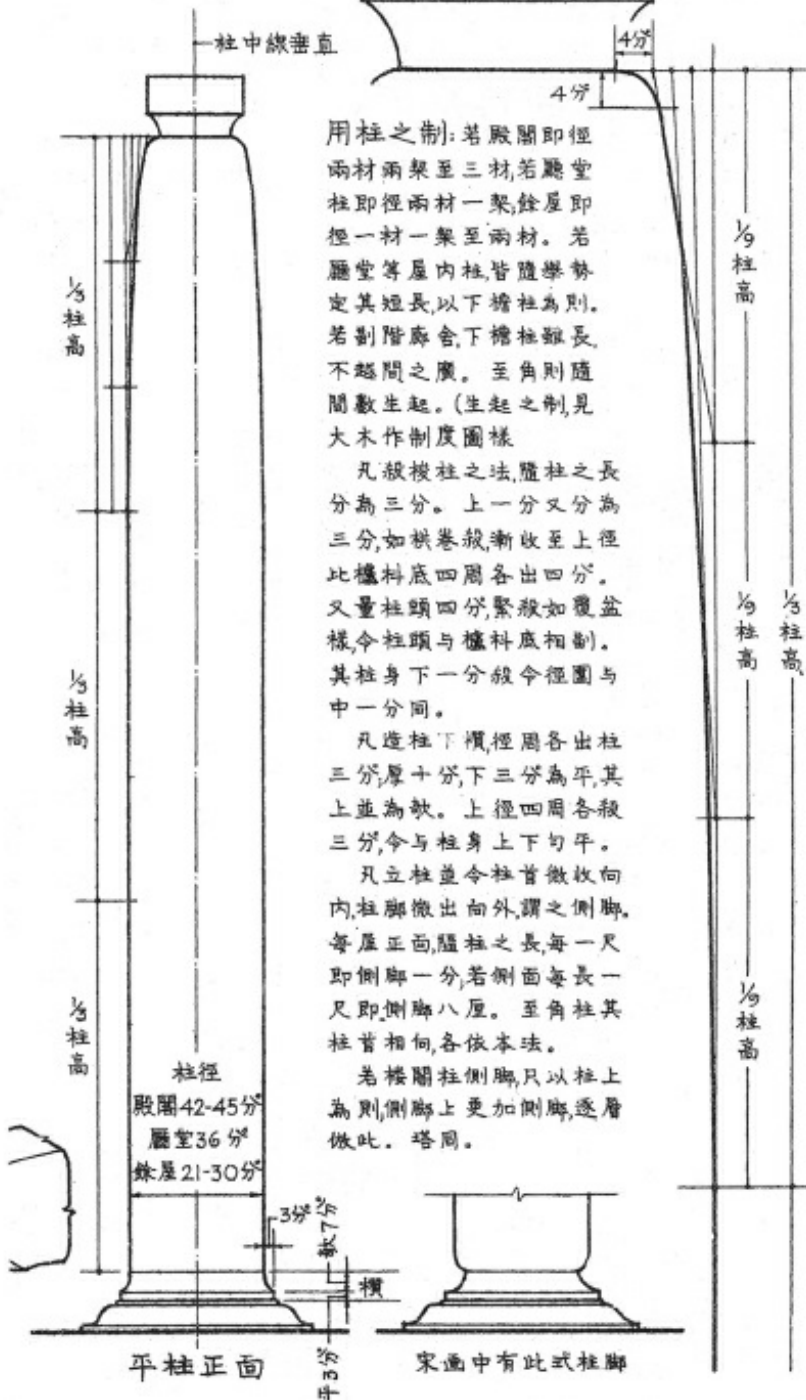 柱中線垂直
4分°
4分°
用柱之制:若殿閣即徑
兩材兩栔至三材,若廳堂
柱即徑兩材一栔,餘屋即
徑一材一栔至兩材。若
廳堂等屋内柱,皆隨舉勢
定其短長,以下檐柱為則。
若副階廊舍,下檐柱雖長,
不越間之廣。至角則隨
間數生起。(生起之制,見
大木作制度圖樣
凡殺梭柱之法,隨柱之長
分為三分。上一分又分為
三分,如栱卷殺,漸收至上徑
比櫨枓底四周各出四分。
又量柱頭四分,緊殺如覆盆
樣,令柱頭与櫨枓底相副。
其柱身下一分殺令徑圍与
中一分同。
凡造柱下櫍,徑周各出柱
三分,厚十分,下三分為平,其
上並為欹。上徑四周各殺
三分,令与柱身上下匀平。
凡立柱並令柱首微收向
内,柱脚微出向外,謂之側脚。
每屋正面,隨柱之長,每一尺
即側脚一分,若側面每長一
尺即側脚八厘。至角柱其
柱首相向,各依本法。
若楼閣柱側脚,只以柱上
為則,側脚上更加側脚,逐層
倣此。塔同。
⅓柱高
⅓柱高
⅓柱高
1/9柱高
1/9柱高
1/9柱高
⅓柱高
柱徑
殿閣42-45分°
廳堂36分°
餘屋21-30分°
3分°
欹7分°
櫍
平3分°
平柱正面
宋画中有此式柱脚